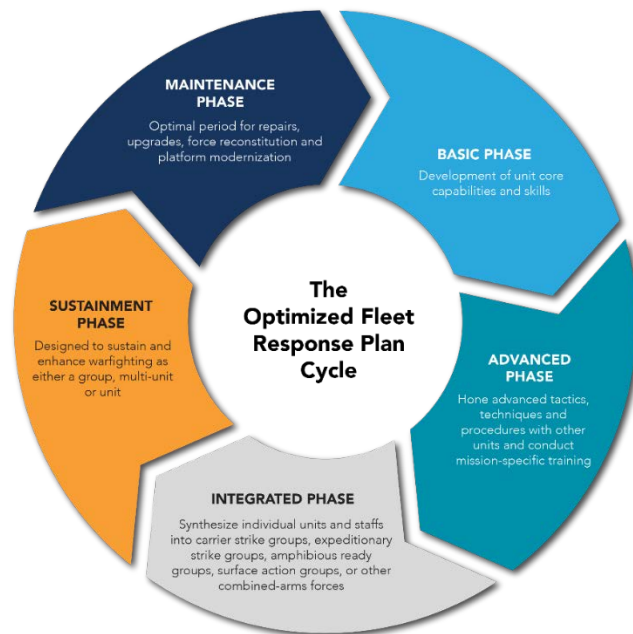 MAINTENANCE
PHASE
Optimal period for repairs,
upgrades, force reconstitution and
platform modernization
BASIC PHASE
Development of unit core
capabilities and skills
ADVANCED
PHASE
Hone advanced tactics,
techniques and
procedures with other
units and conduct
mission-specific training
INTEGRATED PHASE
Synthesize individual units and staffs
into carrier strike groups, expeditionary
strike groups, amphibious ready
groups, surface action groups, or other
combined-arms forces
SUSTAINMENT
PHASE
Designed to sustain and
enhance warfighting as
either a group, multi-unit
or unit
The
Optimized Fleet
Response Plan
Cycle